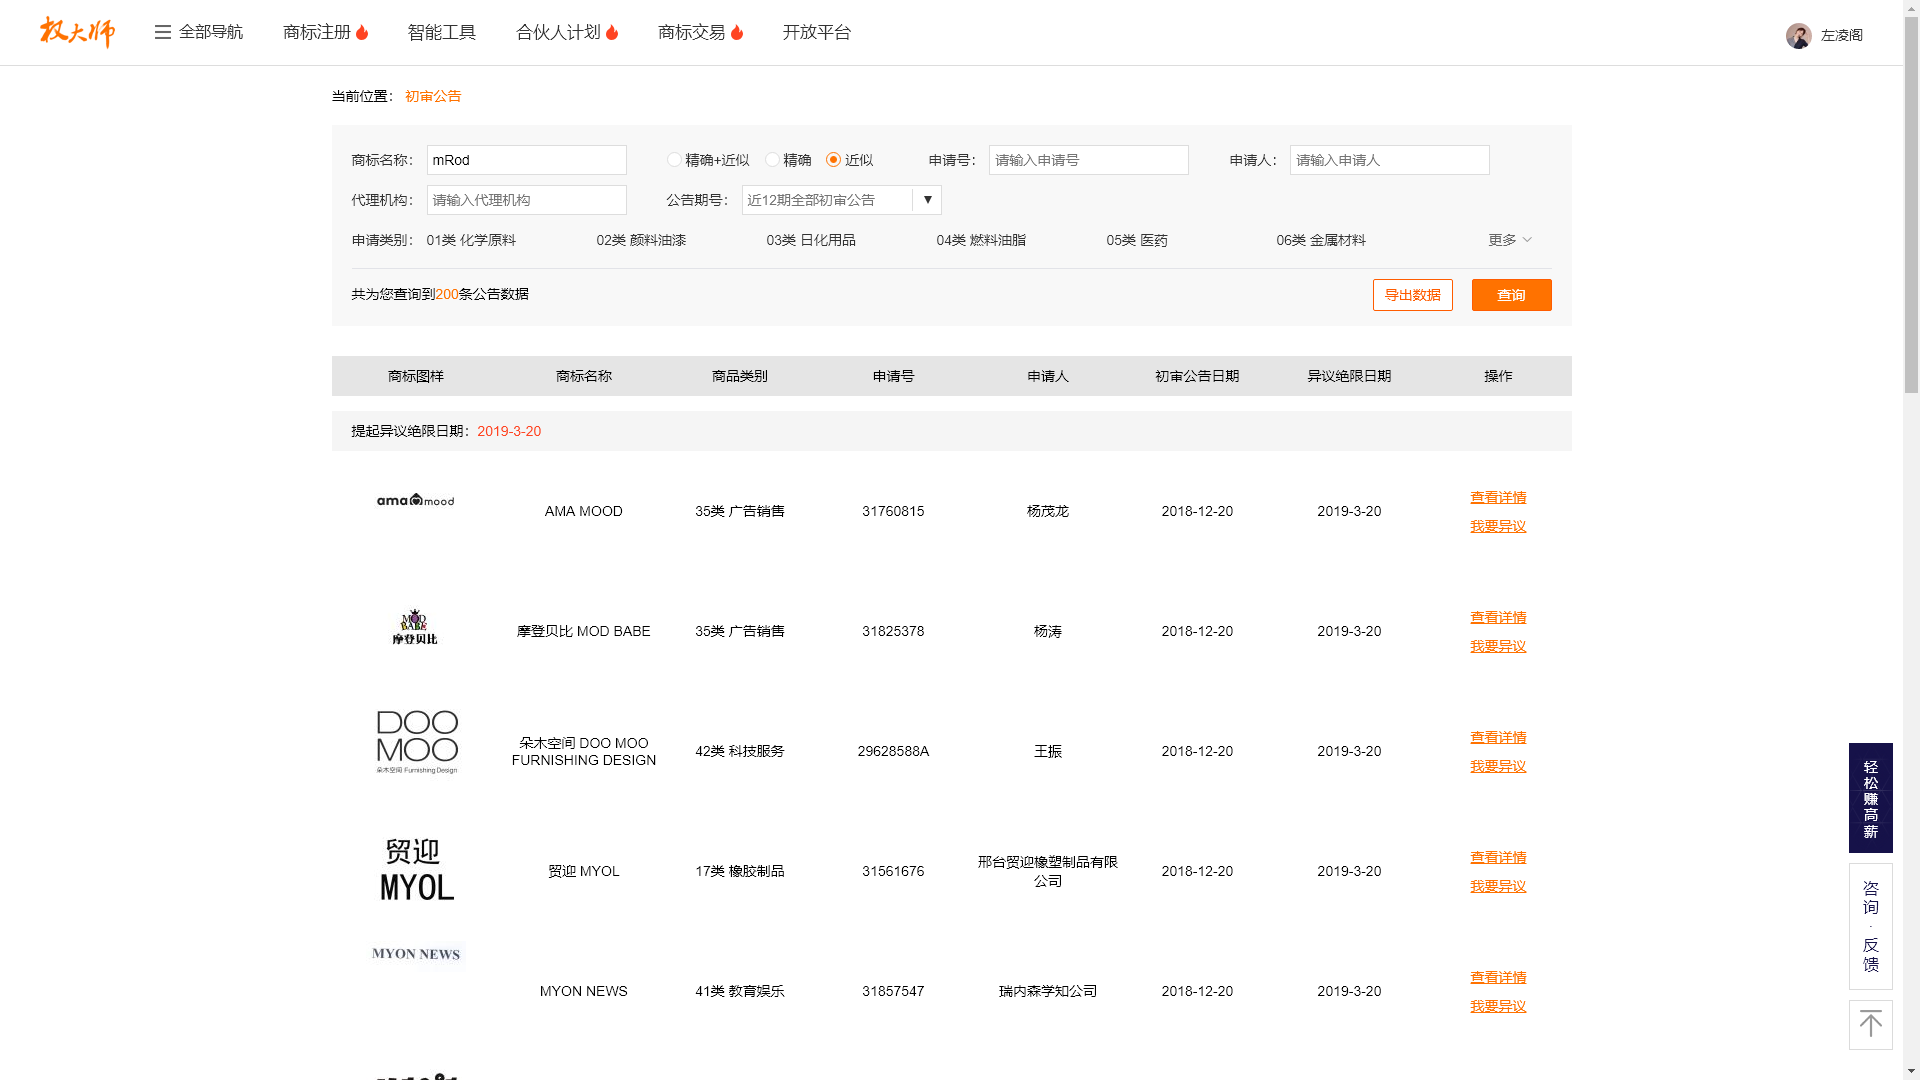 权大师 全部导航 商标注册 智能工具 合伙人计划 商标交易 开放平台 左凌阁
当前位置： 初审公告
商标名称： mRod 精确+近似 精确 近似 申请号： 请输入申请号 申请人： 请输入申请人
代理机构： 请输入代理机构 公告期号： 近12期全部初审公告
申请类别： 01类 化学原料 02类 颜料油漆 03类 日化用品 04类 燃料油脂 05类 医药 06类 金属材料 更多
共为您查询到200条公告数据 导出数据 查询
商标图样 商标名称 商品类别 申请号 申请人 初审公告日期 异议绝限日期 操作
提起异议绝限日期：2019-3-20
ama mood AMA MOOD 35类 广告销售 31760815 杨茂龙 2018-12-20 2019-3-20 查看详情
我要异议
MOD
BABE
摩登贝比
摩登贝比 MOD BABE 35类 广告销售 31825378 杨涛 2018-12-20 2019-3-20 查看详情
我要异议
DOO
MOO
朵木空间 Furnishing Design
朵木空间 DOO MOO
FURNISHING DESIGN
42类 科技服务 29628588A 王振 2018-12-20 2019-3-20 查看详情
我要异议
贸迎
MYOL
贸迎 MYOL 17类 橡胶制品 31561676 邢台贸迎橡塑制品有限
公司
2018-12-20 2019-3-20 查看详情
我要异议
MYON NEWS
MYON NEWS 41类 教育娱乐 31857547 瑞内森学知公司 2018-12-20 2019-3-20 查看详情
我要异议
轻松赚高薪
咨询·反馈